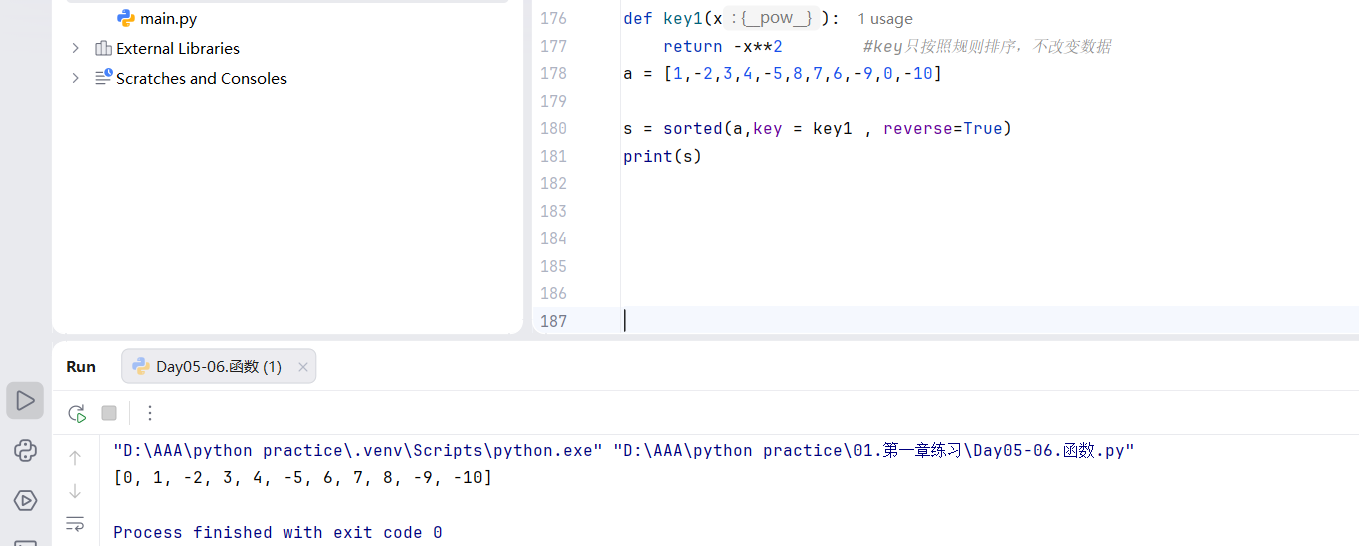 main.py
External Libraries
Scratches and Consoles
176 def key1(x : {__pow__}): 1 usage
177 return -x**2 #key只按照规则排序，不改变数据
178 a = [1,-2,3,4,-5,8,7,6,-9,0,-10]
179
180 s = sorted(a,key = key1 , reverse=True)
181 print(s)
182
183
184
185
186
187
Run Day05-06.函数 (1)
"D:\AAA\python practice\.venv\Scripts\python.exe" "D:\AAA\python practice\01.第一章练习\Day05-06.函数.py"
[0, 1, -2, 3, 4, -5, 6, 7, 8, -9, -10]
Process finished with exit code 0